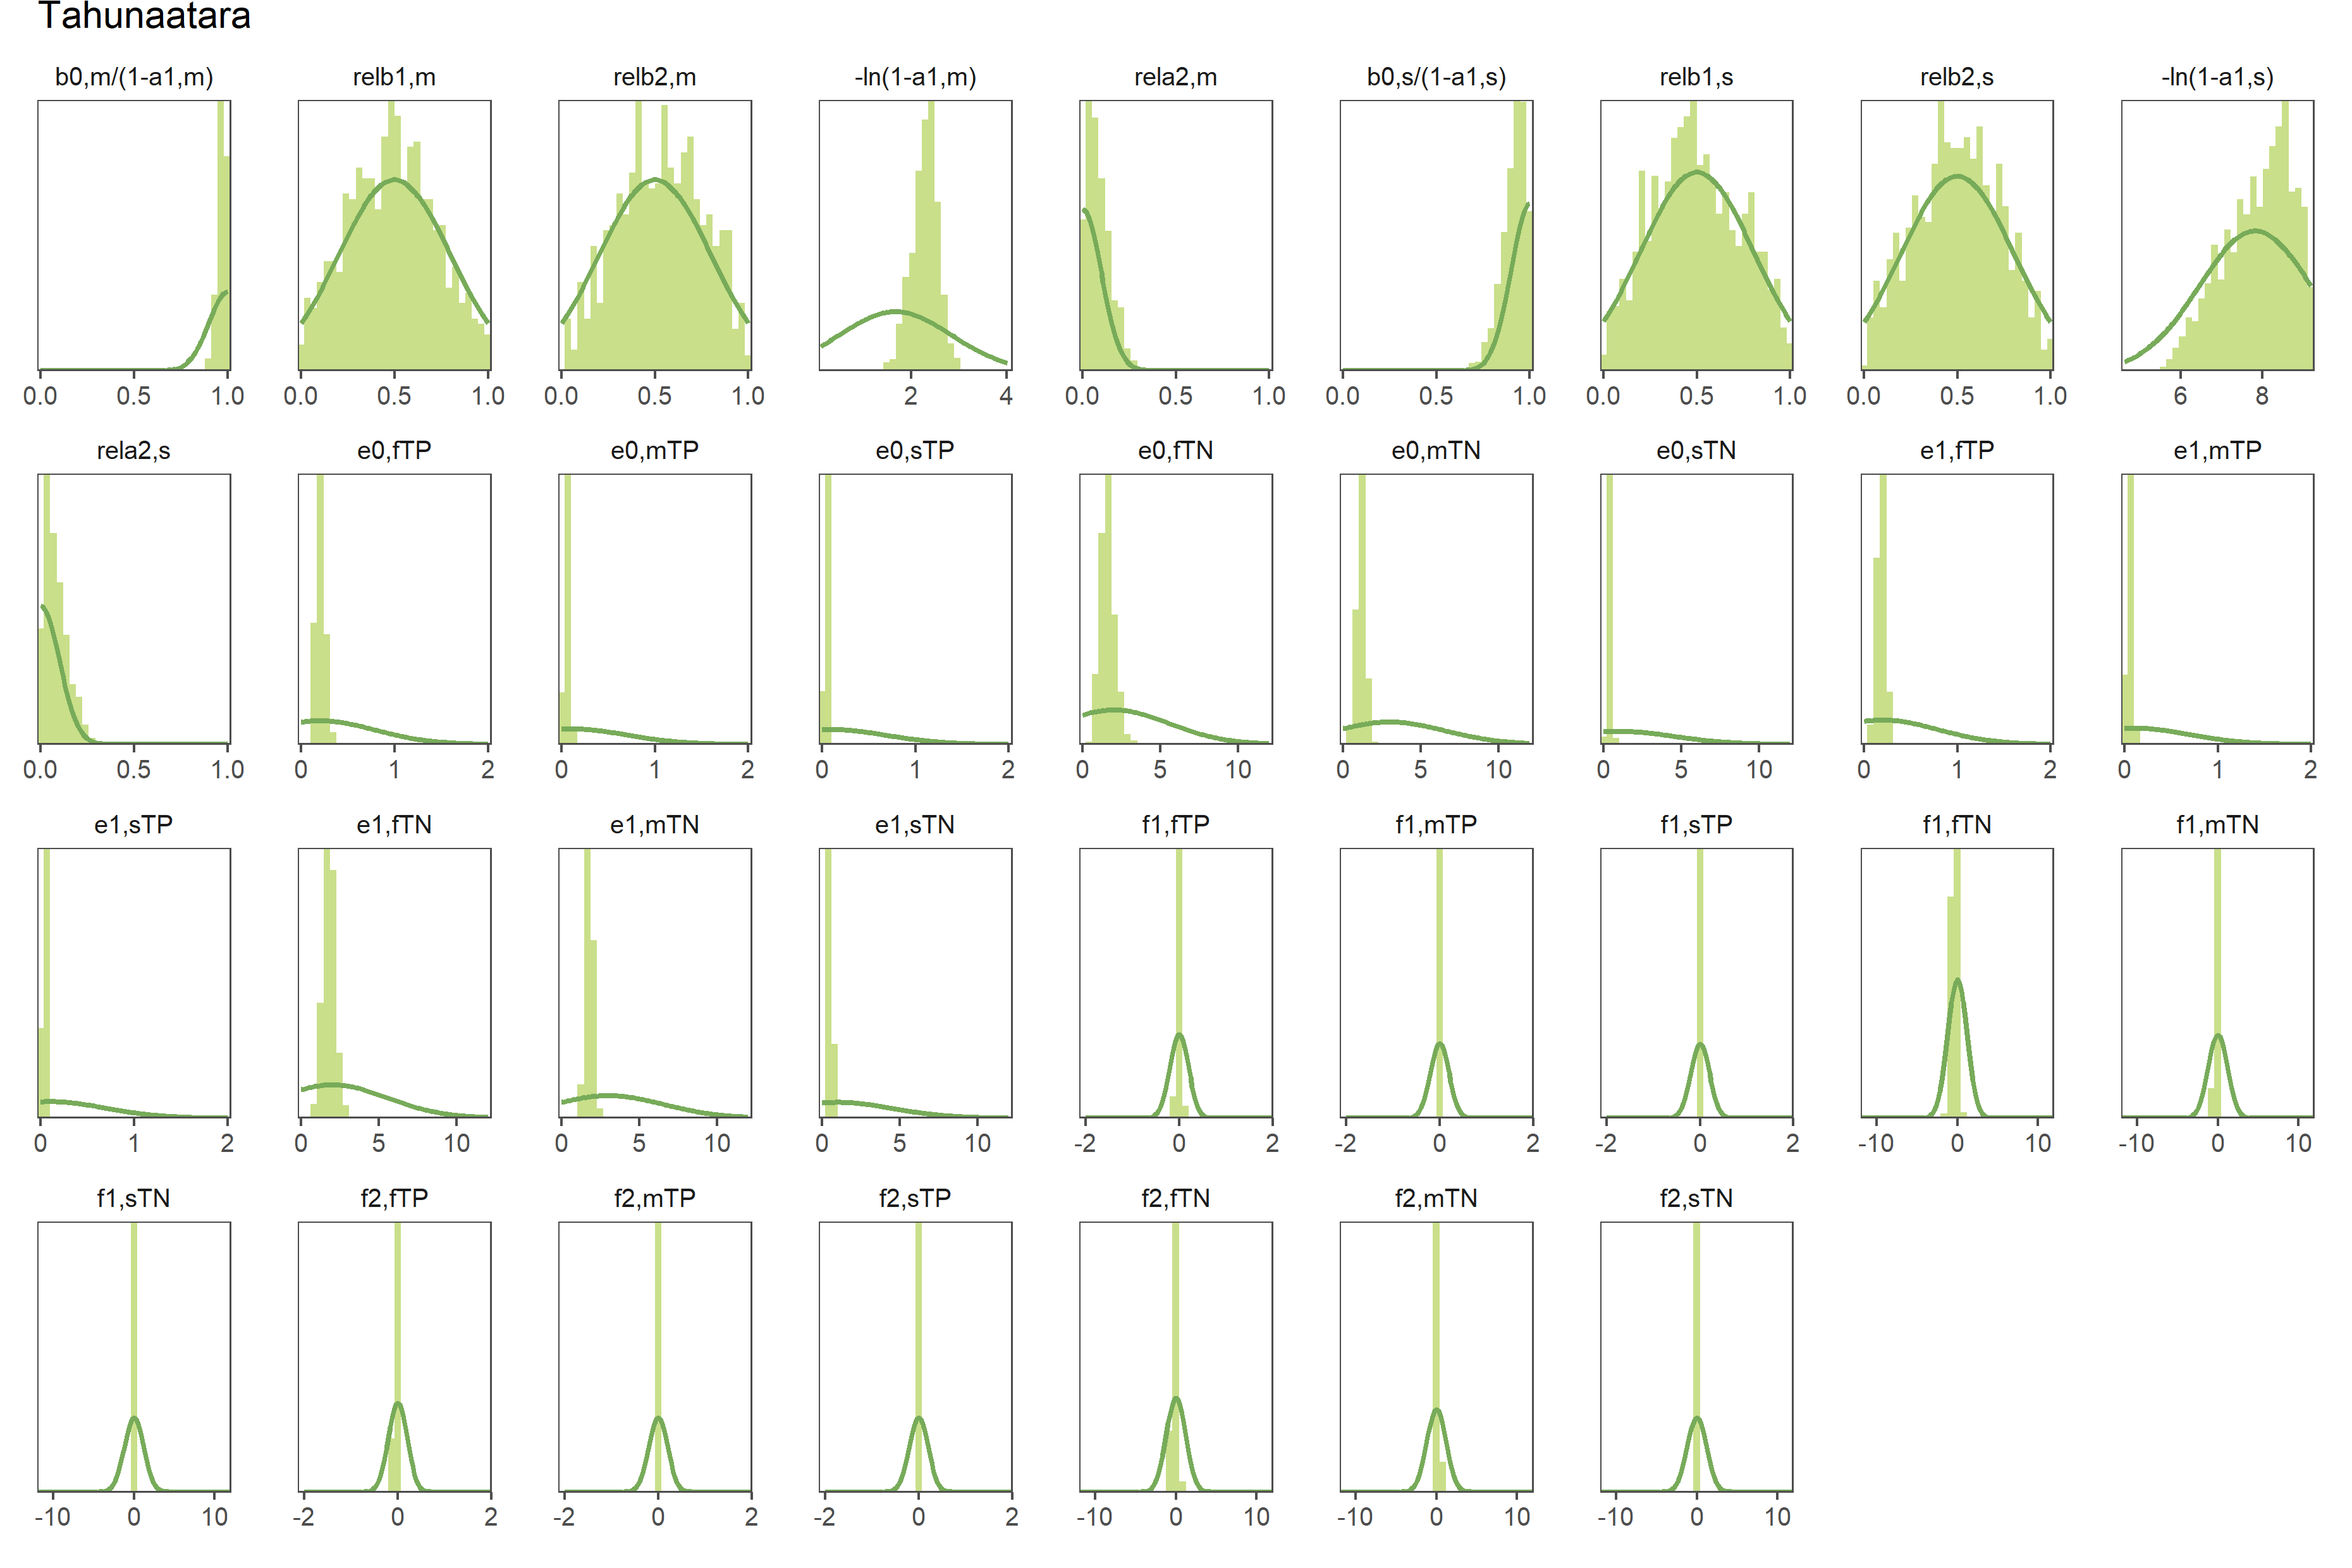 Tahunaatara
b0,m/(1-a1,m) relb1,m relb2,m -ln(1-a1,m) rela2,m b0,s/(1-a1,s) relb1,s relb2,s -ln(1-a1,s)
0.0 0.5 1.0 0.0 0.5 1.0 0.0 0.5 1.0 2 4 0.0 0.5 1.0 0.0 0.5 1.0 0.0 0.5 1.0 0.0 0.5 1.0 6 8
rela2,s e0,fTP e0,mTP e0,sTP e0,fTN e0,mTN e0,sTN e1,fTP e1,mTP
0.0 0.5 1.0 0 1 2 0 1 2 0 1 2 0 5 10 0 5 10 0 5 10 0 1 2 0 1 2
e1,sTP e1,fTN e1,mTN e1,sTN f1,fTP f1,mTP f1,sTP f1,fTN f1,mTN
0 1 2 0 5 10 0 5 10 0 5 10 -2 0 2 -2 0 2 -2 0 2 -10 0 10 -10 0 10
f1,sTN f2,fTP f2,mTP f2,sTP f2,fTN f2,mTN f2,sTN
-10 0 10 -2 0 2 -2 0 2 -2 0 2 -10 0 10 -10 0 10 -10 0 10